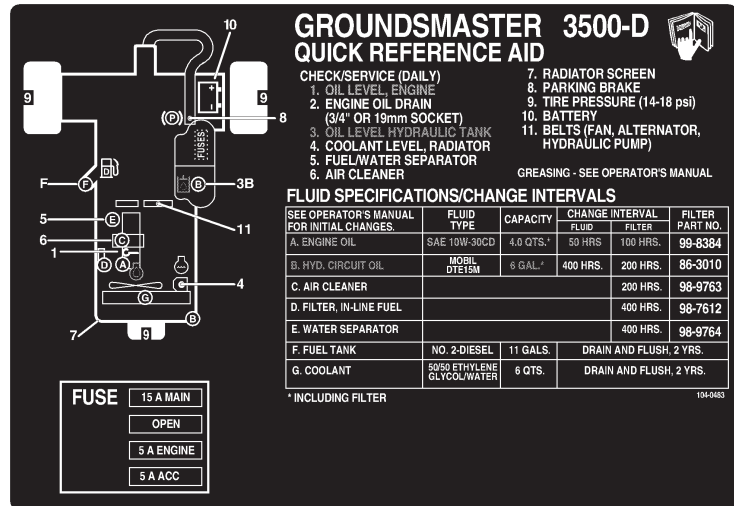 GROUNDSMASTER 3500-D
QUICK REFERENCE AID
CHECK/SERVICE (DAILY)
1. OIL LEVEL, ENGINE
2. ENGINE OIL DRAIN
(3/4" OR 19mm SOCKET)
3. OIL LEVEL HYDRAULIC TANK
4. COOLANT LEVEL, RADIATOR
5. FUEL/WATER SEPARATOR
6. AIR CLEANER
7. RADIATOR SCREEN
8. PARKING BRAKE
9. TIRE PRESSURE (14-18 psi)
10. BATTERY
11. BELTS (FAN, ALTERNATOR,
HYDRAULIC PUMP)
GREASING - SEE OPERATOR'S MANUAL
FLUID SPECIFICATIONS/CHANGE INTERVALS
SEE OPERATOR'S MANUAL FOR INITIAL CHANGES. FLUID TYPE CAPACITY CHANGE INTERVAL FLUID FILTER FILTER PART NO.
A. ENGINE OIL SAE 10W-30CD 4.0 QTS.* 50 HRS 100 HRS. 99-8384
B. HYD. CIRCUIT OIL MOBIL DTE15M 6 GAL.* 400 HRS. 200 HRS. 86-3010
C. AIR CLEANER 200 HRS. 98-9763
D. FILTER, IN-LINE FUEL 400 HRS. 98-7612
E. WATER SEPARATOR 400 HRS. 98-9764
F. FUEL TANK NO. 2-DIESEL 11 GALS. DRAIN AND FLUSH, 2 YRS.
G. COOLANT 50/50 ETHYLENE GLYCOL/WATER 6 QTS. DRAIN AND FLUSH, 2 YRS.
* INCLUDING FILTER
104-0483
10
9
9
+
-
(P)
8
FUSES
D
F
F
B
3B
E
5
11
C
6
1
D
A
G
4
B
7
9
FUSE
15 A MAIN
OPEN
5 A ENGINE
5 A ACC